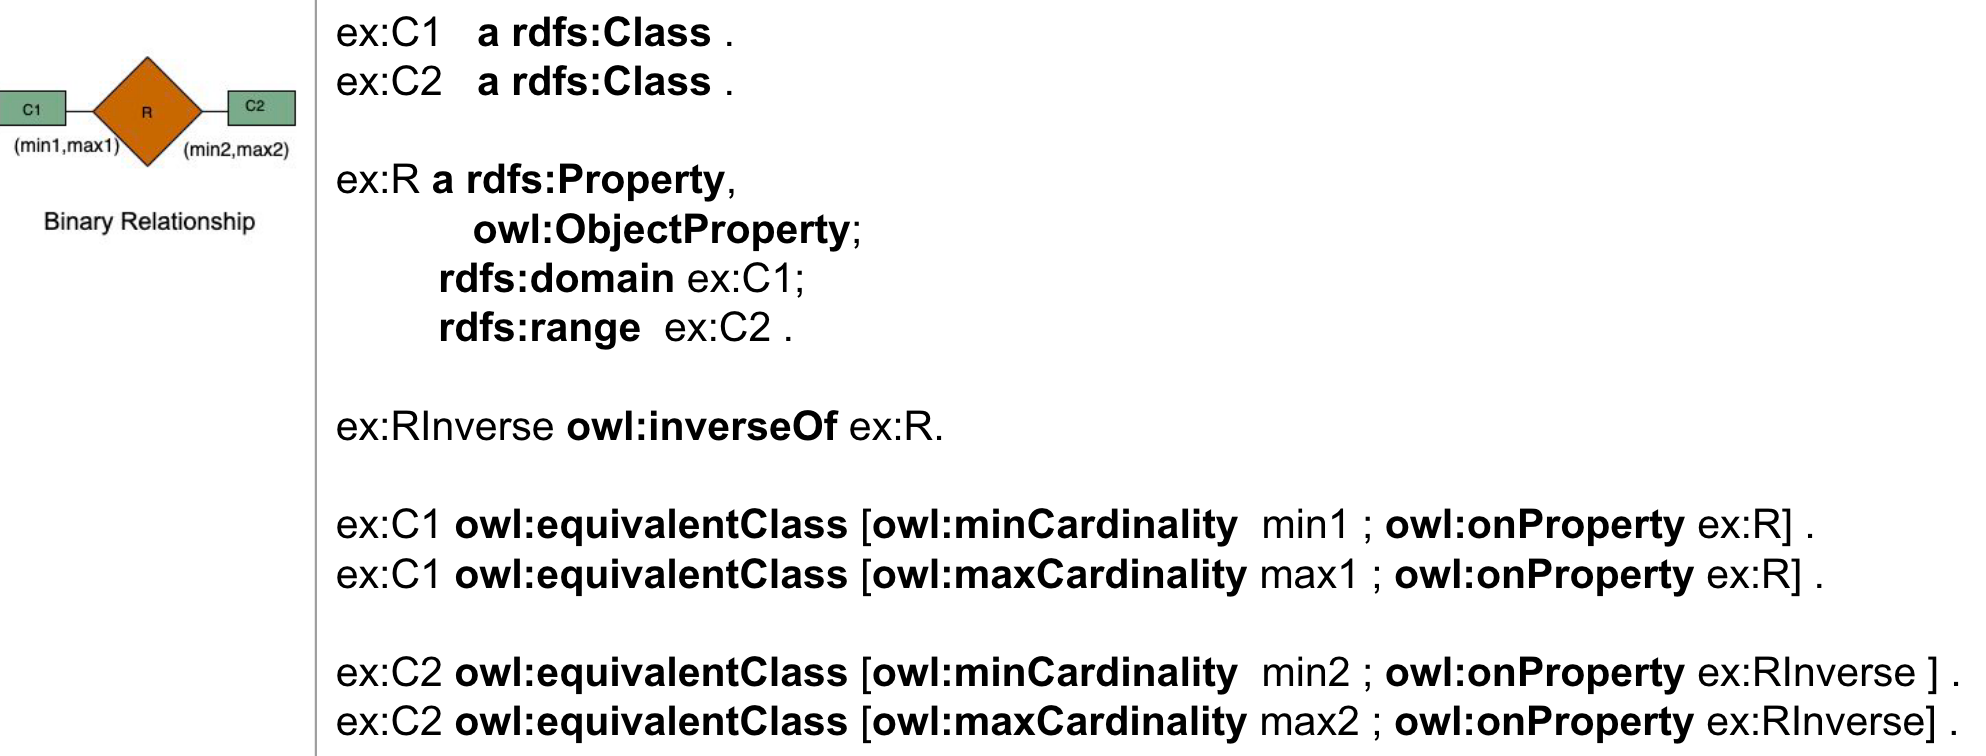 C1
R
C2
(min1,max1)
(min2,max2)
Binary Relationship
ex:C1 a rdfs:Class .
ex:C2 a rdfs:Class .
ex:R a rdfs:Property,
owl:ObjectProperty;
rdfs:domain ex:C1;
rdfs:range ex:C2 .
ex:RInverse owl:inverseOf ex:R.
ex:C1 owl:equivalentClass [owl:minCardinality min1 ; owl:onProperty ex:R] .
ex:C1 owl:equivalentClass [owl:maxCardinality max1 ; owl:onProperty ex:R] .
ex:C2 owl:equivalentClass [owl:minCardinality min2 ; owl:onProperty ex:RInverse ] .
ex:C2 owl:equivalentClass [owl:maxCardinality max2 ; owl:onProperty ex:RInverse] .